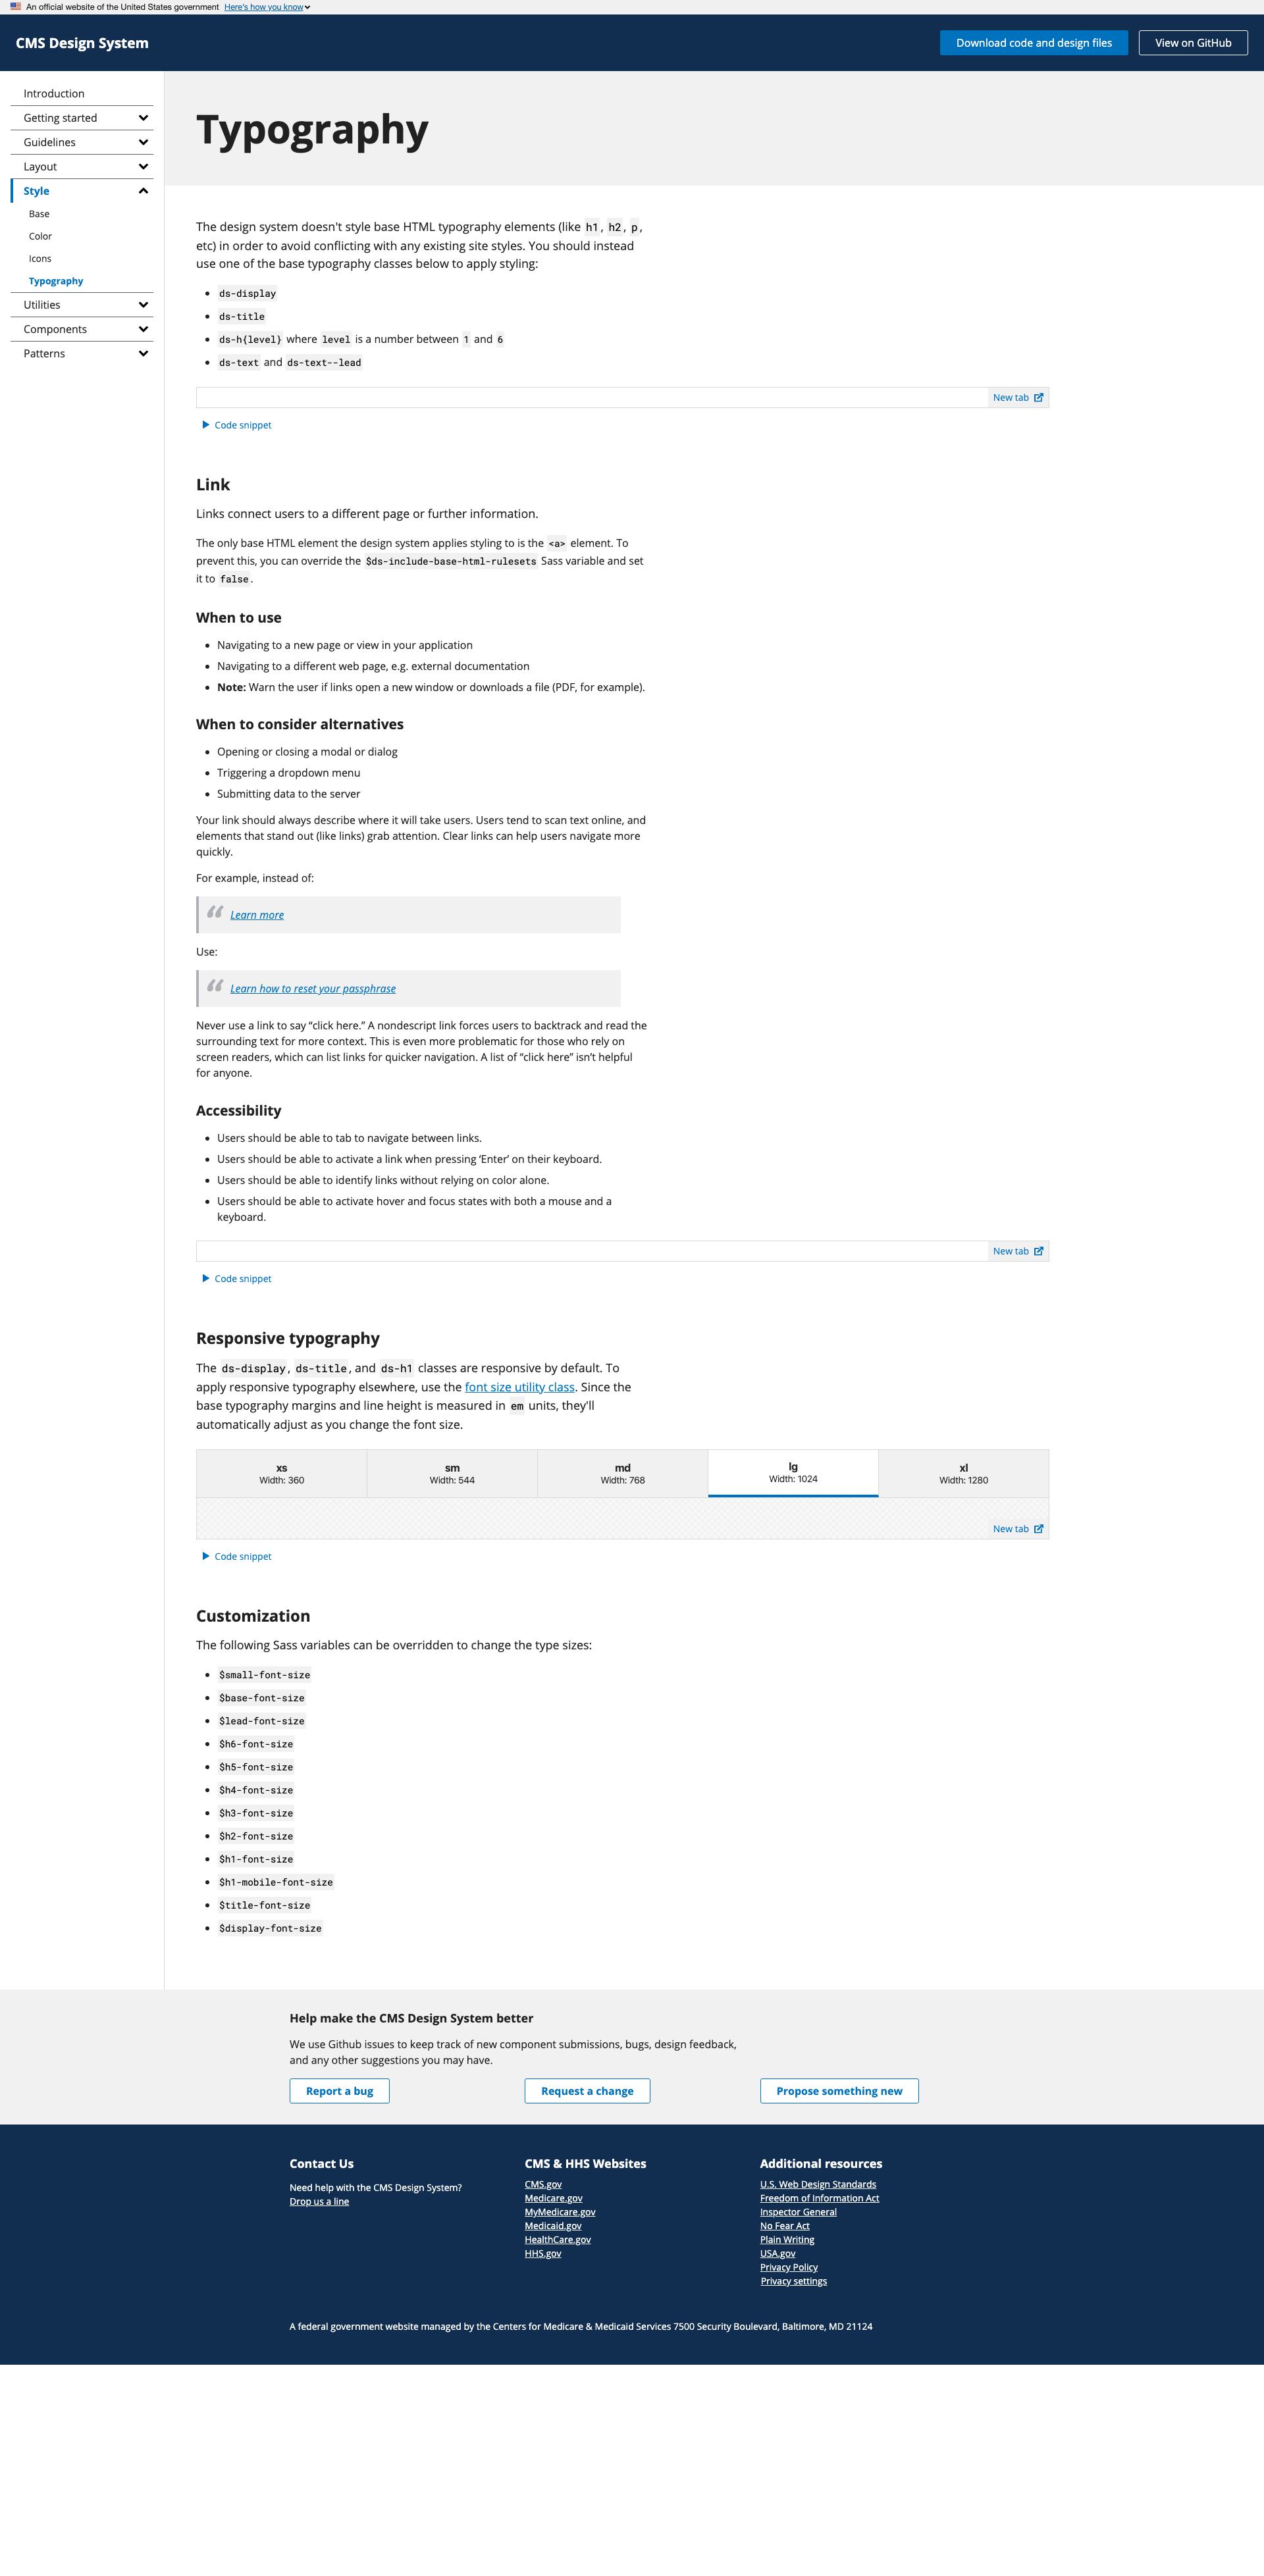 An official website of the United States government Here's how you know
CMS Design System
Download code and design files
View on GitHub
Introduction
Getting started
Guidelines
Layout
Style
Base
Color
Icons
Typography
Utilities
Components
Patterns
Typography
The design system doesn't style base HTML typography elements (like h1, h2, p,
etc) in order to avoid conflicting with any existing site styles. You should instead
use one of the base typography classes below to apply styling:
ds-display
ds-title
ds-h{level} where level is a number between 1 and 6
ds-text and ds-text--lead
New tab
Code snippet
Link
Links connect users to a different page or further information.
The only base HTML element the design system applies styling to is the <a> element. To
prevent this, you can override the $ds-include-base-html-rulesets Sass variable and set
it to false.
When to use
Navigating to a new page or view in your application
Navigating to a different web page, e.g. external documentation
Note: Warn the user if links open a new window or downloads a file (PDF, for example).
When to consider alternatives
Opening or closing a modal or dialog
Triggering a dropdown menu
Submitting data to the server
Your link should always describe where it will take users. Users tend to scan text online, and
elements that stand out (like links) grab attention. Clear links can help users navigate more
quickly.
For example, instead of:
Learn more
Use:
Learn how to reset your passphrase
Never use a link to say “click here.” A nondescript link forces users to backtrack and read the
surrounding text for more context. This is even more problematic for those who rely on
screen readers, which can list links for quicker navigation. A list of “click here” isn’t helpful
for anyone.
Accessibility
Users should be able to tab to navigate between links.
Users should be able to activate a link when pressing ‘Enter’ on their keyboard.
Users should be able to identify links without relying on color alone.
Users should be able to activate hover and focus states with both a mouse and a
keyboard.
New tab
Code snippet
Responsive typography
The ds-display, ds-title, and ds-h1 classes are responsive by default. To
apply responsive typography elsewhere, use the font size utility class. Since the
base typography margins and line height is measured in em units, they'll
automatically adjust as you change the font size.
xs
Width: 360
sm
Width: 544
md
Width: 768
lg
Width: 1024
xl
Width: 1280
New tab
Code snippet
Customization
The following Sass variables can be overridden to change the type sizes:
$small-font-size
$base-font-size
$lead-font-size
$h6-font-size
$h5-font-size
$h4-font-size
$h3-font-size
$h2-font-size
$h1-font-size
$h1-mobile-font-size
$title-font-size
$display-font-size
Help make the CMS Design System better
We use Github issues to keep track of new component submissions, bugs, design feedback,
and any other suggestions you may have.
Report a bug
Request a change
Propose something new
Contact Us
Need help with the CMS Design System?
Drop us a line
CMS & HHS Websites
CMS.gov
Medicare.gov
MyMedicare.gov
Medicaid.gov
HealthCare.gov
HHS.gov
Additional resources
U.S. Web Design Standards
Freedom of Information Act
Inspector General
No Fear Act
Plain Writing
USA.gov
Privacy Policy
Privacy settings
A federal government website managed by the Centers for Medicare & Medicaid Services 7500 Security Boulevard, Baltimore, MD 21124